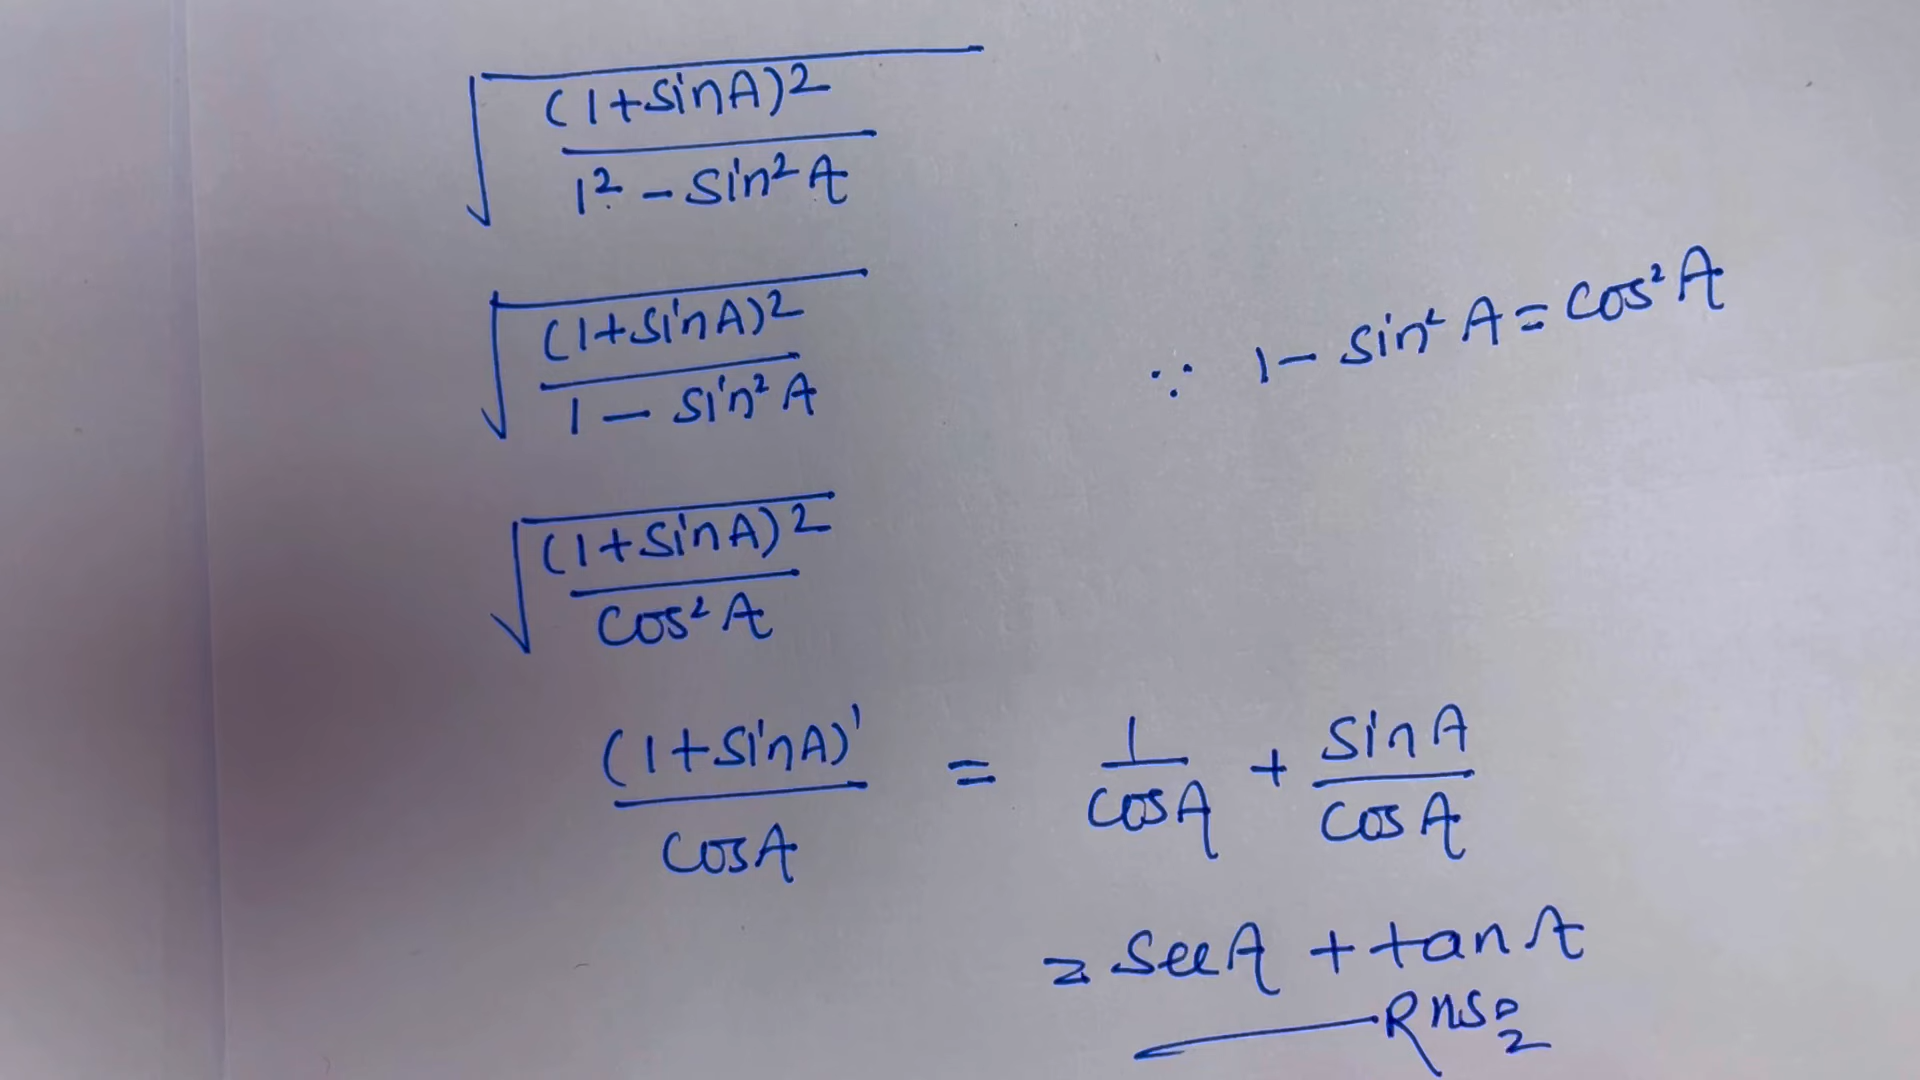 √((1+sinA)2 / 1² - sin²A)
√((1+sinA)2 / 1 - sin²A) ∵ 1 - sin²A = cos²A
√((1+sinA)2 / cos²A)
(1+sinA)' / cosA = 1/cosA + sinA/cosA
= secA + tanA